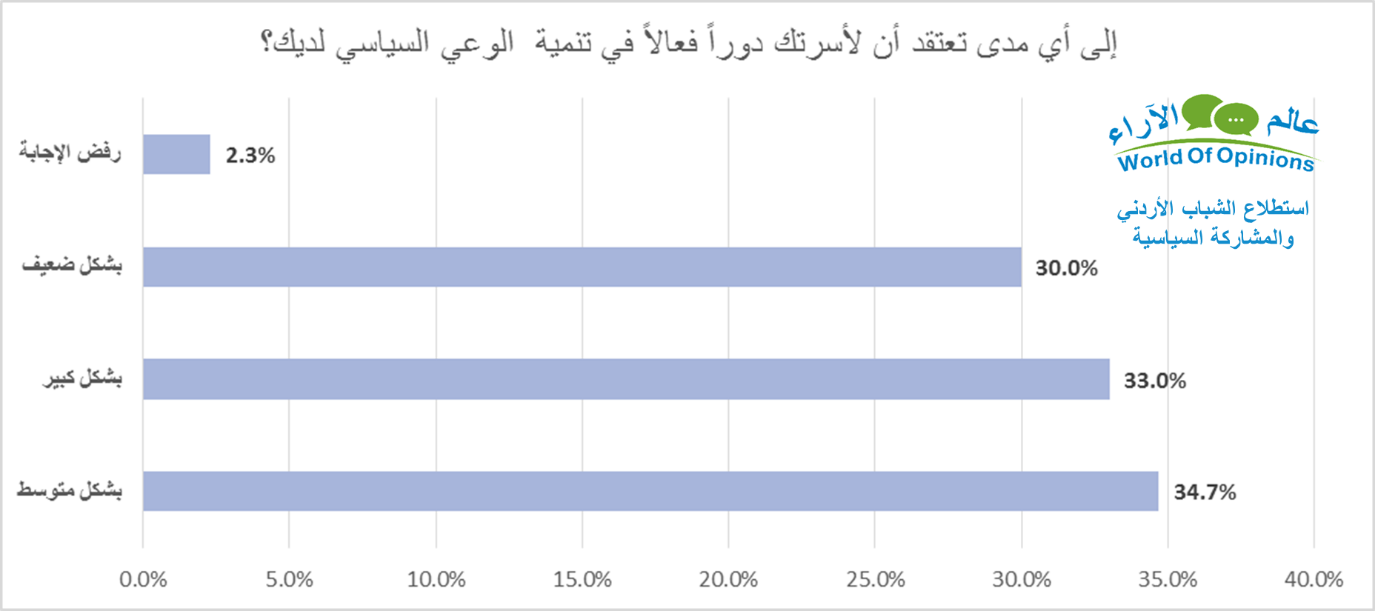 إلى أي مدى تعتقد أن لأسرتك دوراً فعالاً في تنمية الوعي السياسي لديك؟
عالم الآراء
World Of Opinions
استطلاع الشباب الأردني
والمشاركة السياسية
رفض الإجابة 2.3%
بشكل ضعيف 30.0%
بشكل كبير 33.0%
بشكل متوسط 34.7%
0.0% 5.0% 10.0% 15.0% 20.0% 25.0% 30.0% 35.0% 40.0%